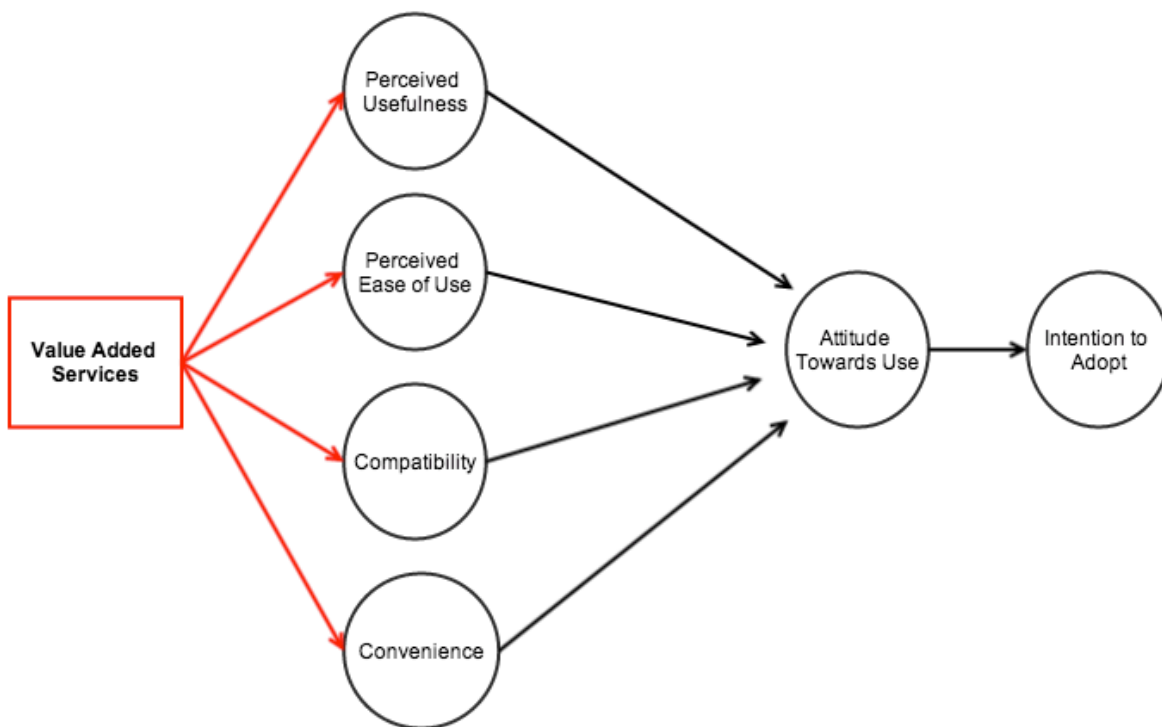 Perceived
Usefulness
Perceived
Ease of Use
Value Added
Services
Attitude
Towards Use
Intention to
Adopt
Compatibility
Convenience